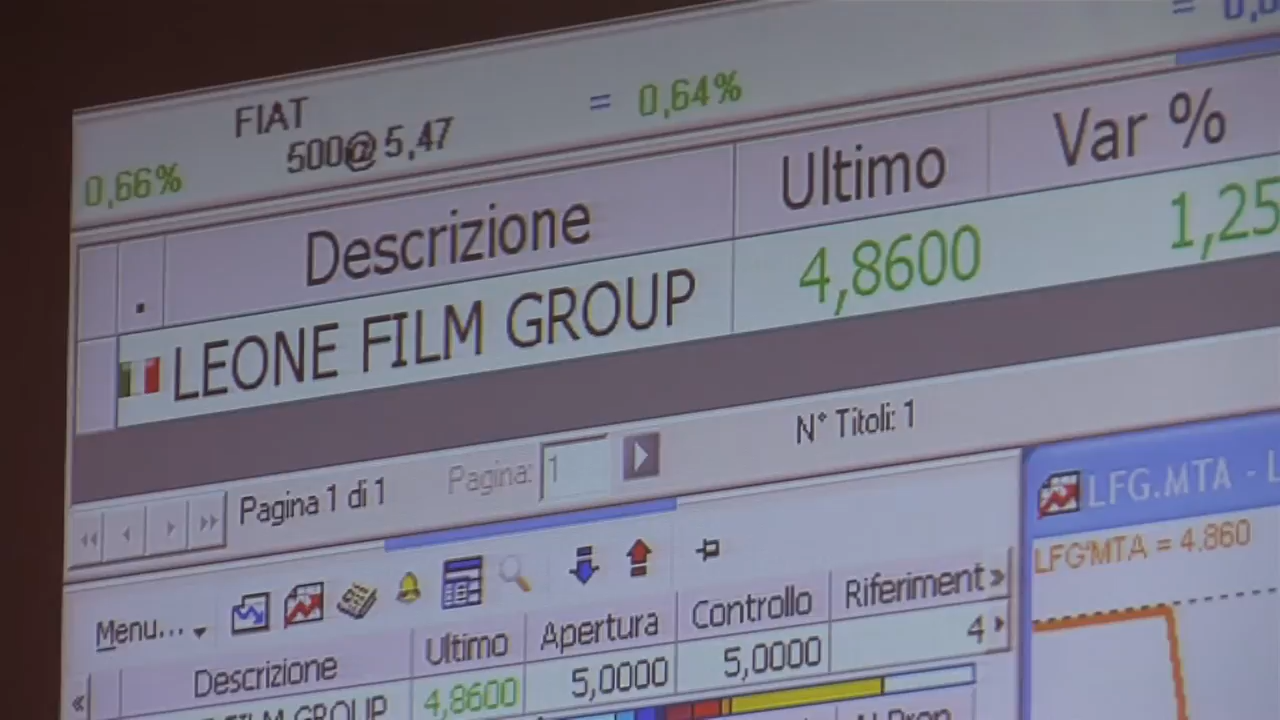 FIAT
500@ 5,47
= 0,64%
0,66%
Descrizione Ultimo Var %
LEONE FILM GROUP 4,8600 1,25
N° Titoli: 1
Pagina 1 di 1 Pagina: 1
LFG.MTA -
LFG'MTA = 4.860
Menu...
Descrizione Ultimo Apertura Controllo Riferiment
FILM GROUP 4,8600 5,0000 5,0000 4